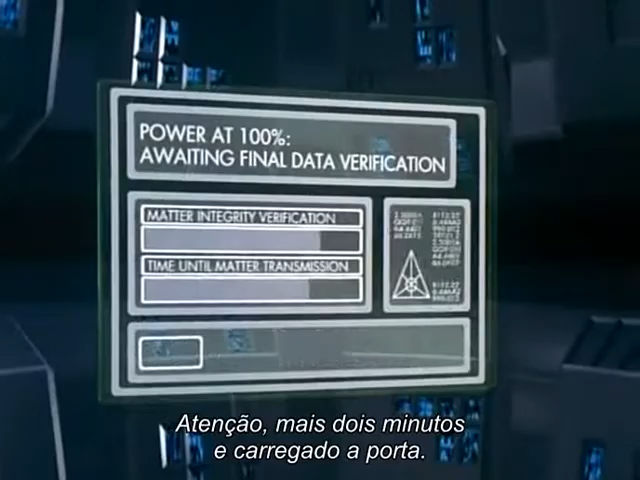 POWER AT 100%:
AWAITING FINAL DATA VERIFICATION
MATTER INTEGRITY VERIFICATION
TIME UNTIL MATTER TRANSMISSION
Atenção, mais dois minutos
e carregado a porta.